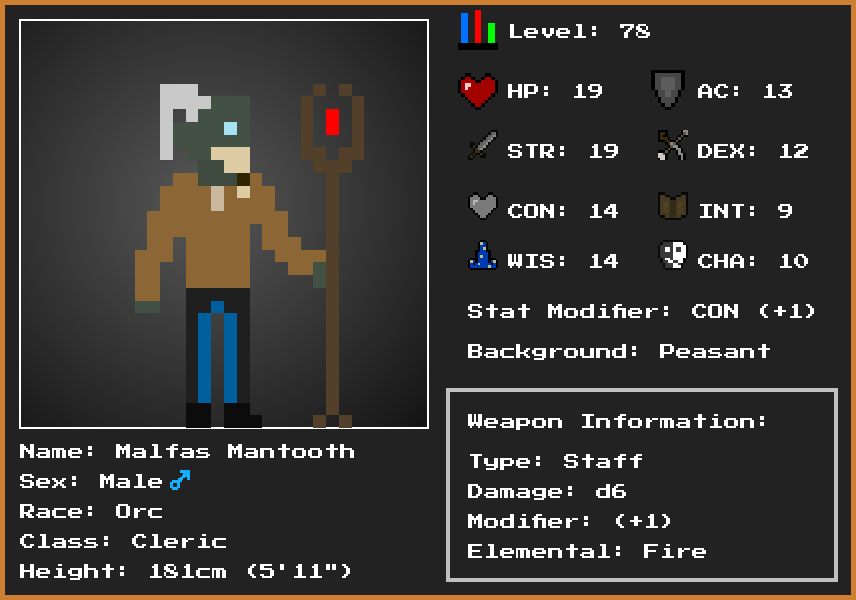 Level: 78
HP: 19 AC: 13
STR: 19 DEX: 12
CON: 14 INT: 9
WIS: 14 CHA: 10
Stat Modifier: CON (+1)
Background: Peasant
Weapon Information:
Type: Staff
Damage: d6
Modifier: (+1)
Elemental: Fire
Name: Malfas Mantooth
Sex: Male ♂
Race: Orc
Class: Cleric
Height: 181cm (5'11")